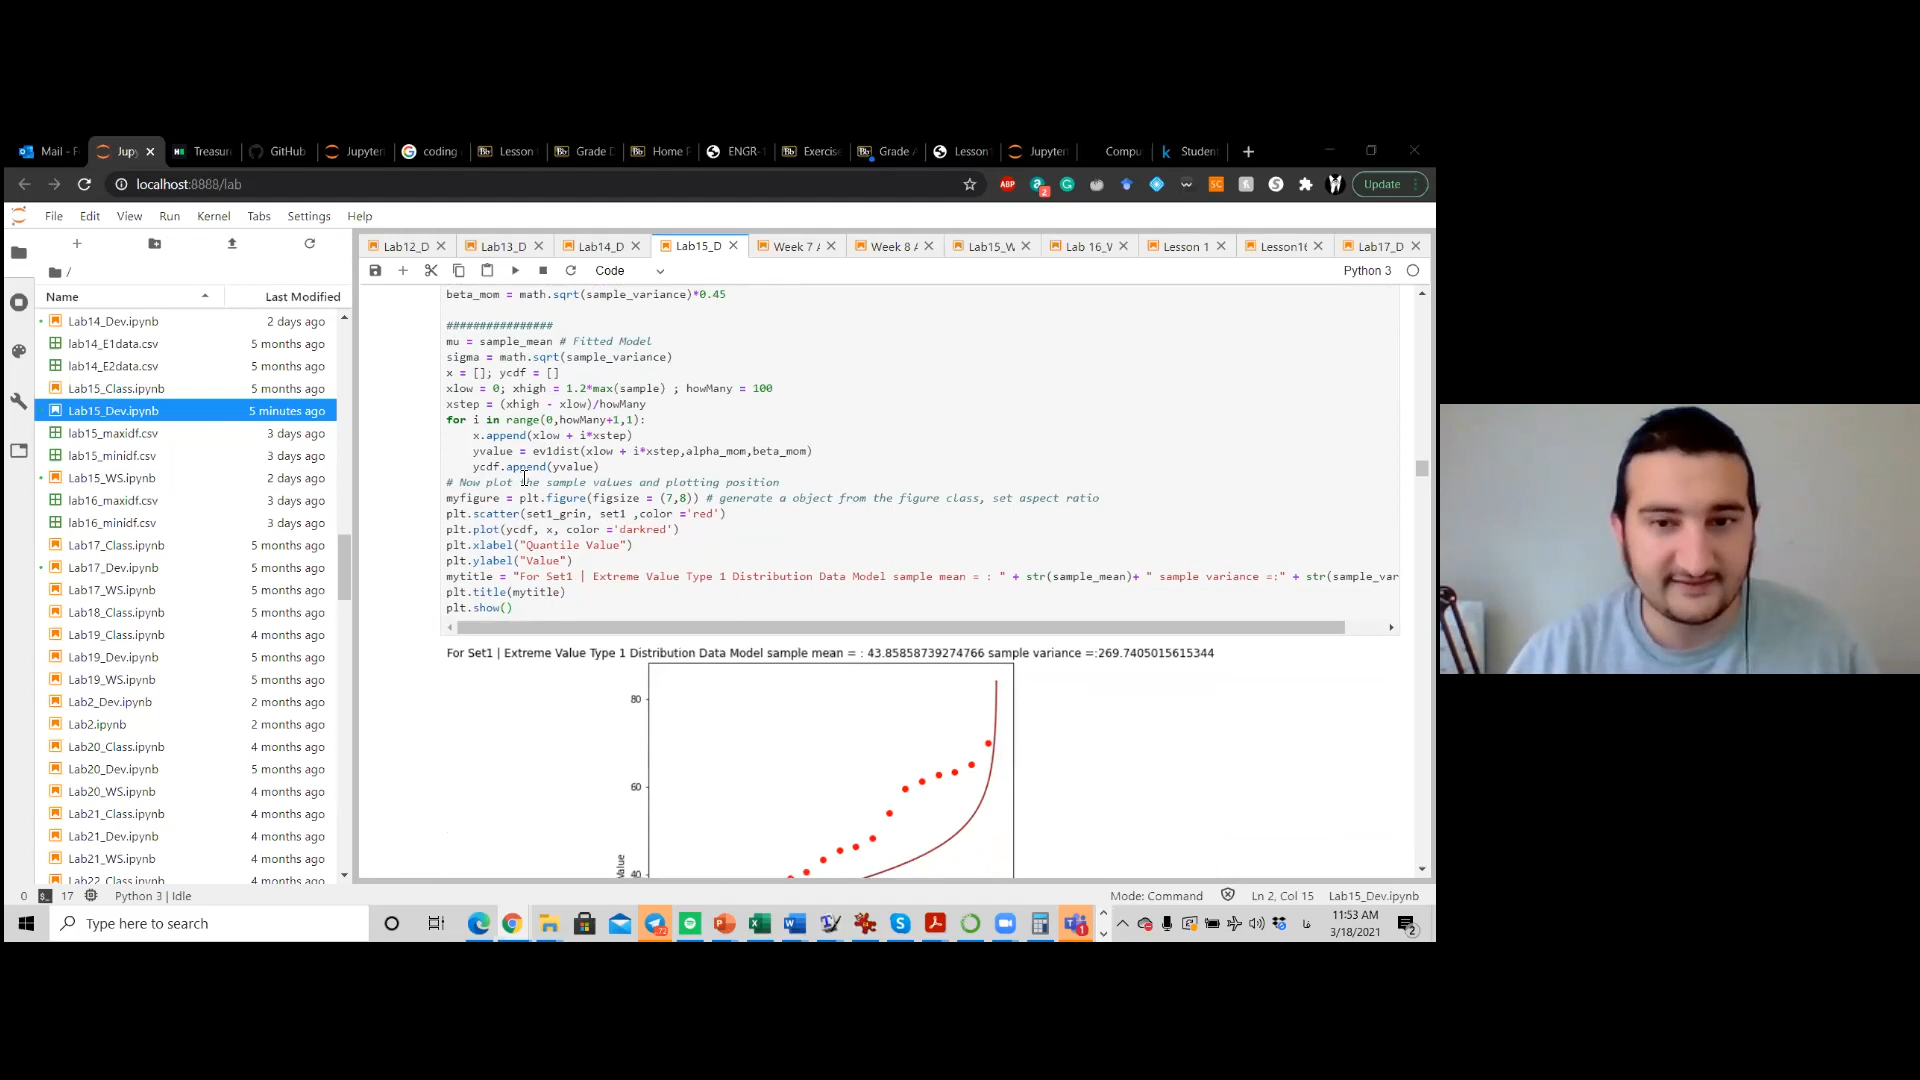 Mail - F
Jupy
Treasur
GitHub
Jupyter
coding
Lesson
Grade D
Home P
ENGR-
Exercise
Grade
Lesson
Jupyter
Compu
Student
localhost:8888/lab
ABP
2
SC
Update
File Edit View Run Kernel Tabs Settings Help
Lab12_D
Lab13_D
Lab14_D
Lab15_D
Week 7 A
Week 8 A
Lab15_W
Lab 16_V
Lesson 1
Lesson16
Lab17_D
Code
Python 3
/
Name Last Modified
Lab14_Dev.ipynb 2 days ago
lab14_E1data.csv 5 months ago
lab14_E2data.csv 5 months ago
Lab15_Class.ipynb 5 months ago
Lab15_Dev.ipynb 5 minutes ago
lab15_maxidf.csv 3 days ago
lab15_minidf.csv 3 days ago
Lab15_WS.ipynb 2 days ago
lab16_maxidf.csv 3 days ago
lab16_minidf.csv 3 days ago
Lab17_Class.ipynb 5 months ago
Lab17_Dev.ipynb 5 months ago
Lab17_WS.ipynb 5 months ago
Lab18_Class.ipynb 5 months ago
Lab19_Class.ipynb 4 months ago
Lab19_Dev.ipynb 5 months ago
Lab19_WS.ipynb 5 months ago
Lab2_Dev.ipynb 2 months ago
Lab2.ipynb 2 months ago
Lab20_Class.ipynb 4 months ago
Lab20_Dev.ipynb 5 months ago
Lab20_WS.ipynb 4 months ago
Lab21_Class.ipynb 4 months ago
Lab21_Dev.ipynb 4 months ago
Lab21_WS.ipynb 4 months ago
Lab22_Class.ipynb 4 months ago
beta_mom = math.sqrt(sample_variance)*0.45
################
mu = sample_mean # Fitted Model
sigma = math.sqrt(sample_variance)
x = []; ycdf = []
xlow = 0; xhigh = 1.2*max(sample) ; howMany = 100
xstep = (xhigh - xlow)/howMany
for i in range(0,howMany+1,1):
x.append(xlow + i*xstep)
yvalue = ev1dist(xlow + i*xstep,alpha_mom,beta_mom)
ycdf.append(yvalue)
# Now plot the sample values and plotting position
myfigure = plt.figure(figsize = (7,8)) # generate a object from the figure class, set aspect ratio
plt.scatter(set1_grin, set1 ,color ='red')
plt.plot(ycdf, x, color ='darkred')
plt.xlabel("Quantile Value")
plt.ylabel("Value")
mytitle = "For Set1 | Extreme Value Type 1 Distribution Data Model sample mean = : " + str(sample_mean)+ " sample variance =:" + str(sample_var
plt.title(mytitle)
plt.show()
For Set1 | Extreme Value Type 1 Distribution Data Model sample mean = : 43.85858739274766 sample variance =:269.7405015615344
80
60
40
Value
0 17 Python 3 | Idle
Mode: Command Ln 2, Col 15 Lab15_Dev.ipynb
Type here to search
72
1
11:53 AM
3/18/2021
2